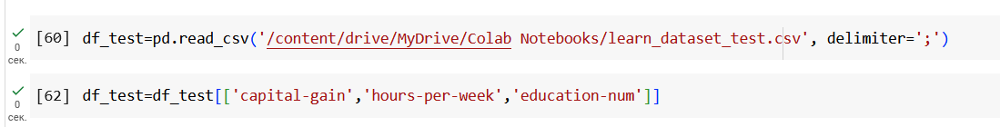 [60] df_test=pd.read_csv('/content/drive/MyDrive/Colab Notebooks/learn_dataset_test.csv', delimiter=';')
0
сек.
[62] df_test=df_test[['capital-gain','hours-per-week','education-num']]
0
сек.